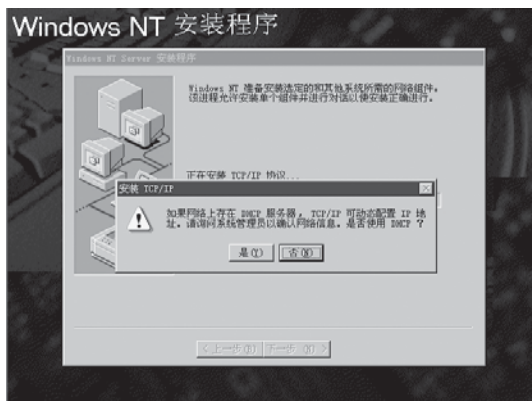 Windows NT 安装程序
Windows NT Server 安装程序
Windows NT 准备安装选定的和其他系统所需的网络组件。
该进程允许安装单个组件并进行对话以便安装正确进行。
正在安装 TCP/IP 协议...
安装 TCP/IP
如果网络上存在 DHCP 服务器，TCP/IP 可动态配置 IP 地
址。请询问系统管理员以确认网络信息。是否使用 DHCP ？
是(Y) 否(N)
< 上一步(B) 下一步 (N) >